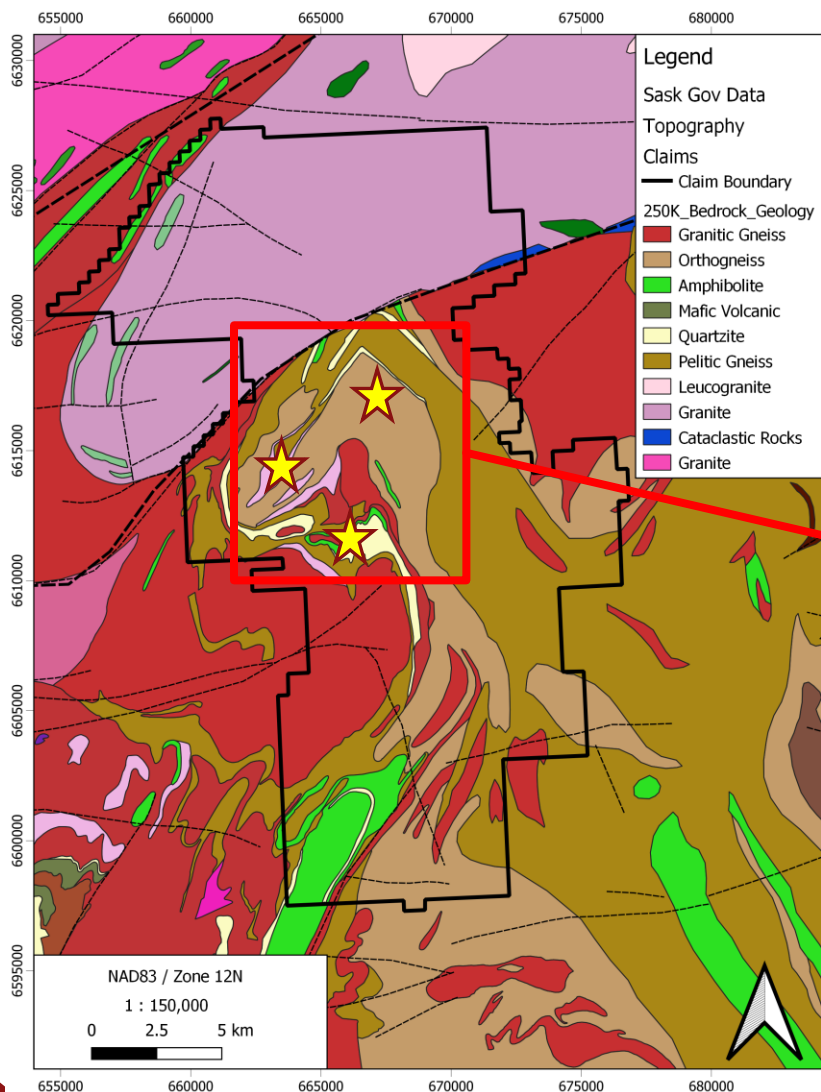 655000 660000 665000 670000 675000 680000
6630000
6625000
6620000
6615000
6610000
6605000
6600000
6595000
Legend
Sask Gov Data
Topography
Claims
Claim Boundary
250K_Bedrock_Geology
Granitic Gneiss
Orthogneiss
Amphibolite
Mafic Volcanic
Quartzite
Pelitic Gneiss
Leucogranite
Granite
Cataclastic Rocks
Granite
NAD83 / Zone 12N
1 : 150,000
0 2.5 5 km
655000 660000 665000 670000 675000 680000